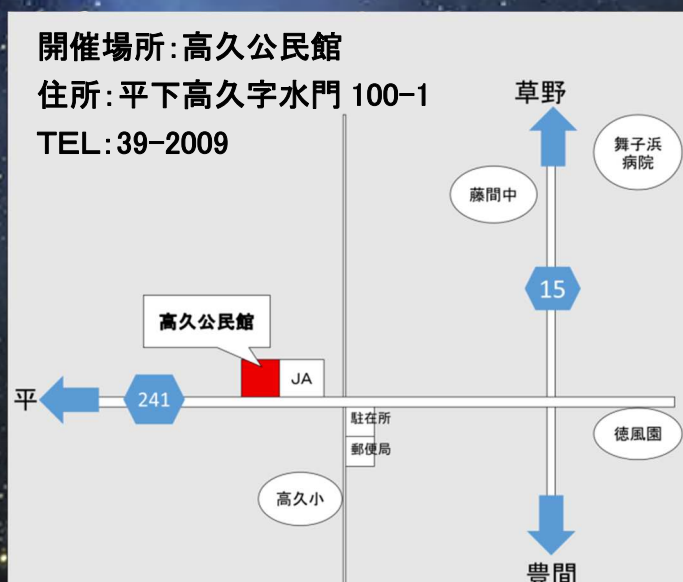 開催場所:高久公民館
住所:平下高久字水門 100-1
TEL:39-2009
草野
舞子浜
病院
藤間中
15
高久公民館
JA
平
241
駐在所
郵便局
徳風園
高久小
豊間